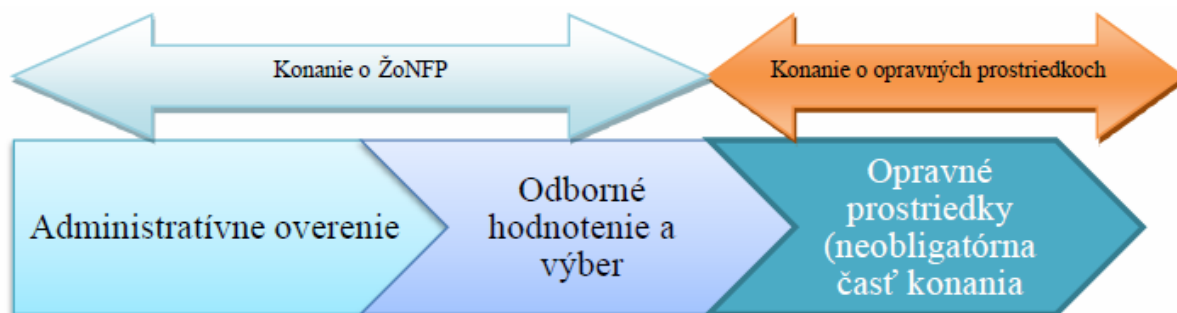 Konanie o ŽoNFP
Konanie o opravných prostriedkoch
Administratívne overenie
Odborné
hodnotenie a
výber
Opravné
prostriedky
(neobligatórna
časť konania